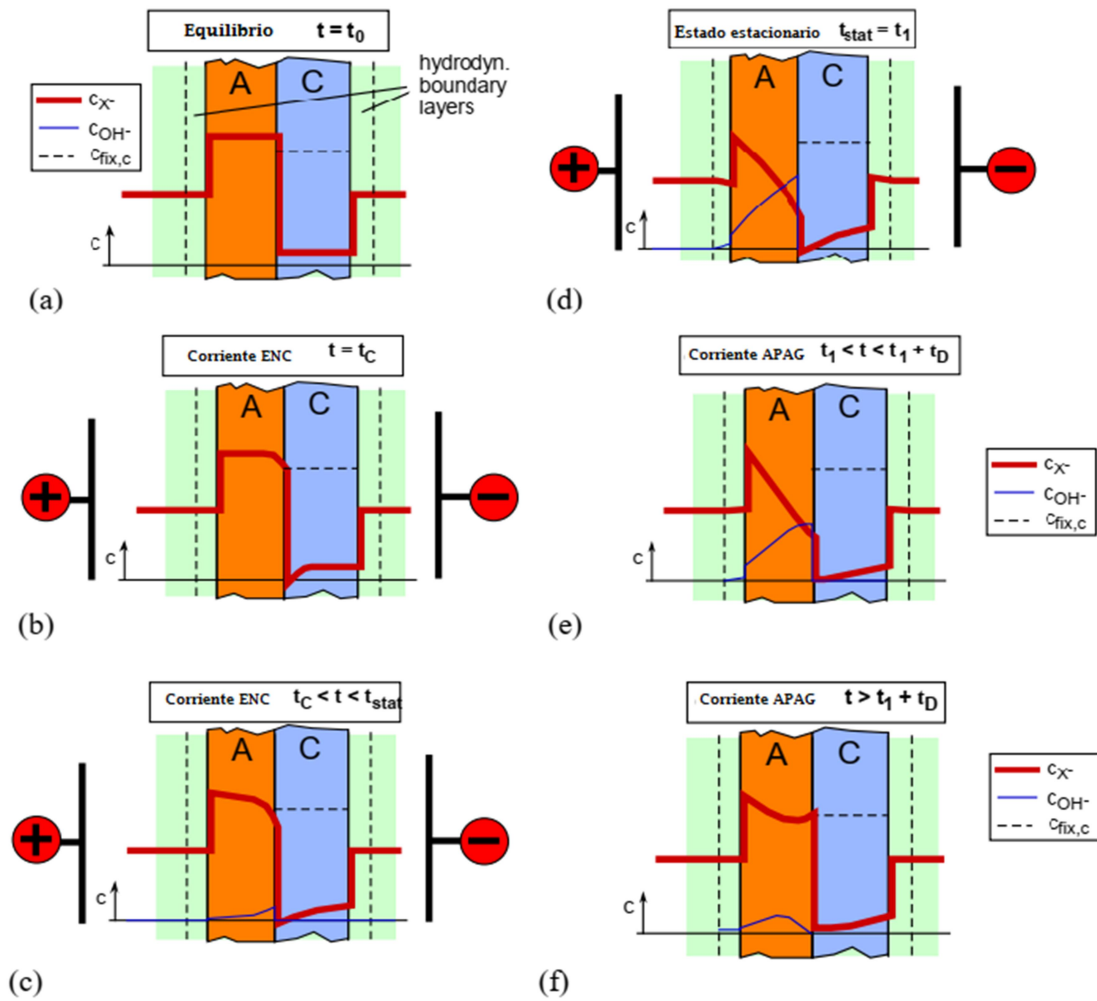 Equilibrio t = t0
A C
hydrodyn.
boundary
layers
cX-
cOH-
cfix,c
c
(a)
Corriente ENC t = tC
A C
+
−
c
(b)
Corriente ENC tC < t < tstat
A C
+
−
c
(c)
Estado estacionario tstat = t1
A C
+
−
c
(d)
Corriente APAG t1 < t < t1 + tD
A C
cX-
cOH-
cfix,c
c
(e)
Corriente APAG t > t1 + tD
A C
cX-
cOH-
cfix,c
c
(f)